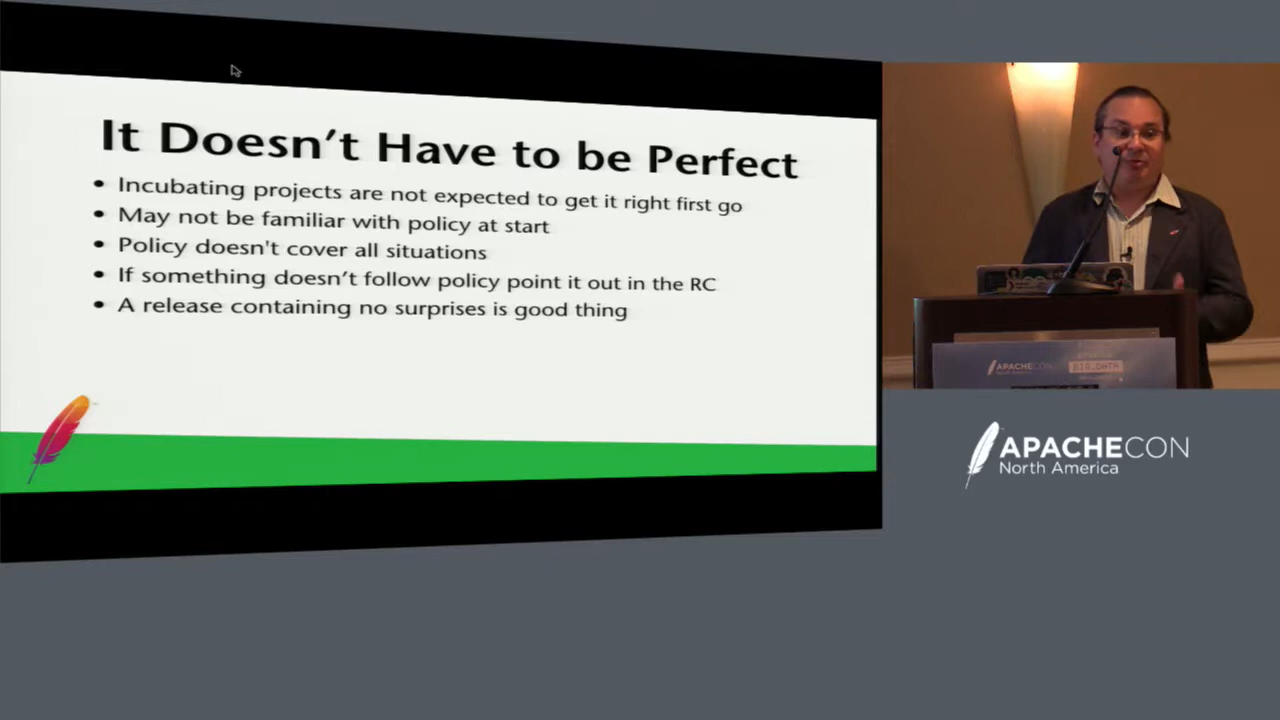 It Doesn't Have to be Perfect
• Incubating projects are not expected to get it right first go
• May not be familiar with policy at start
• Policy doesn't cover all situations
• If something doesn't follow policy point it out in the RC
• A release containing no surprises is good thing
APACHECON
BIG_DATA
APACHECON
North America